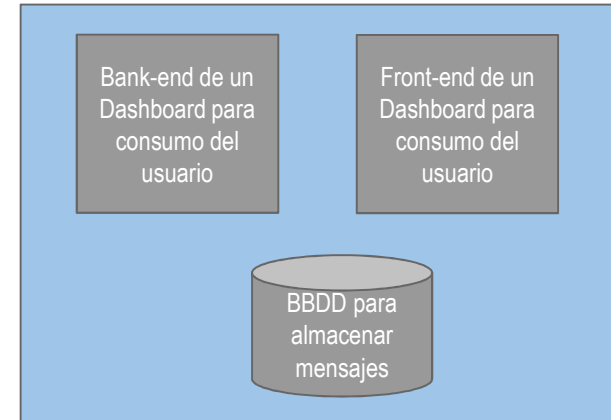 Bank-end de un
Dashboard para
consumo del
usuario
Front-end de un
Dashboard para
consumo del
usuario
BBDD para
almacenar
mensajes